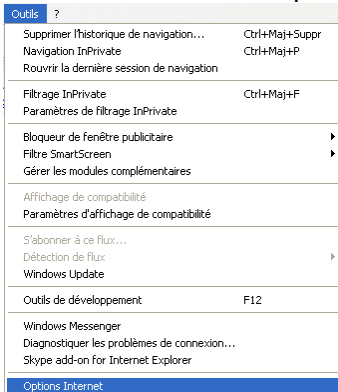 Outils ?
Supprimer l'historique de navigation... Ctrl+Maj+Suppr
Navigation InPrivate Ctrl+Maj+P
Rouvrir la dernière session de navigation
Filtrage InPrivate Ctrl+Maj+F
Paramètres de filtrage InPrivate
Bloqueur de fenêtre publicitaire
Filtre SmartScreen
Gérer les modules complémentaires
Affichage de compatibilité
Paramètres d'affichage de compatibilité
S'abonner à ce flux...
Détection de flux
Windows Update
Outils de développement F12
Windows Messenger
Diagnostiquer les problèmes de connexion...
Skype add-on for Internet Explorer
Options Internet